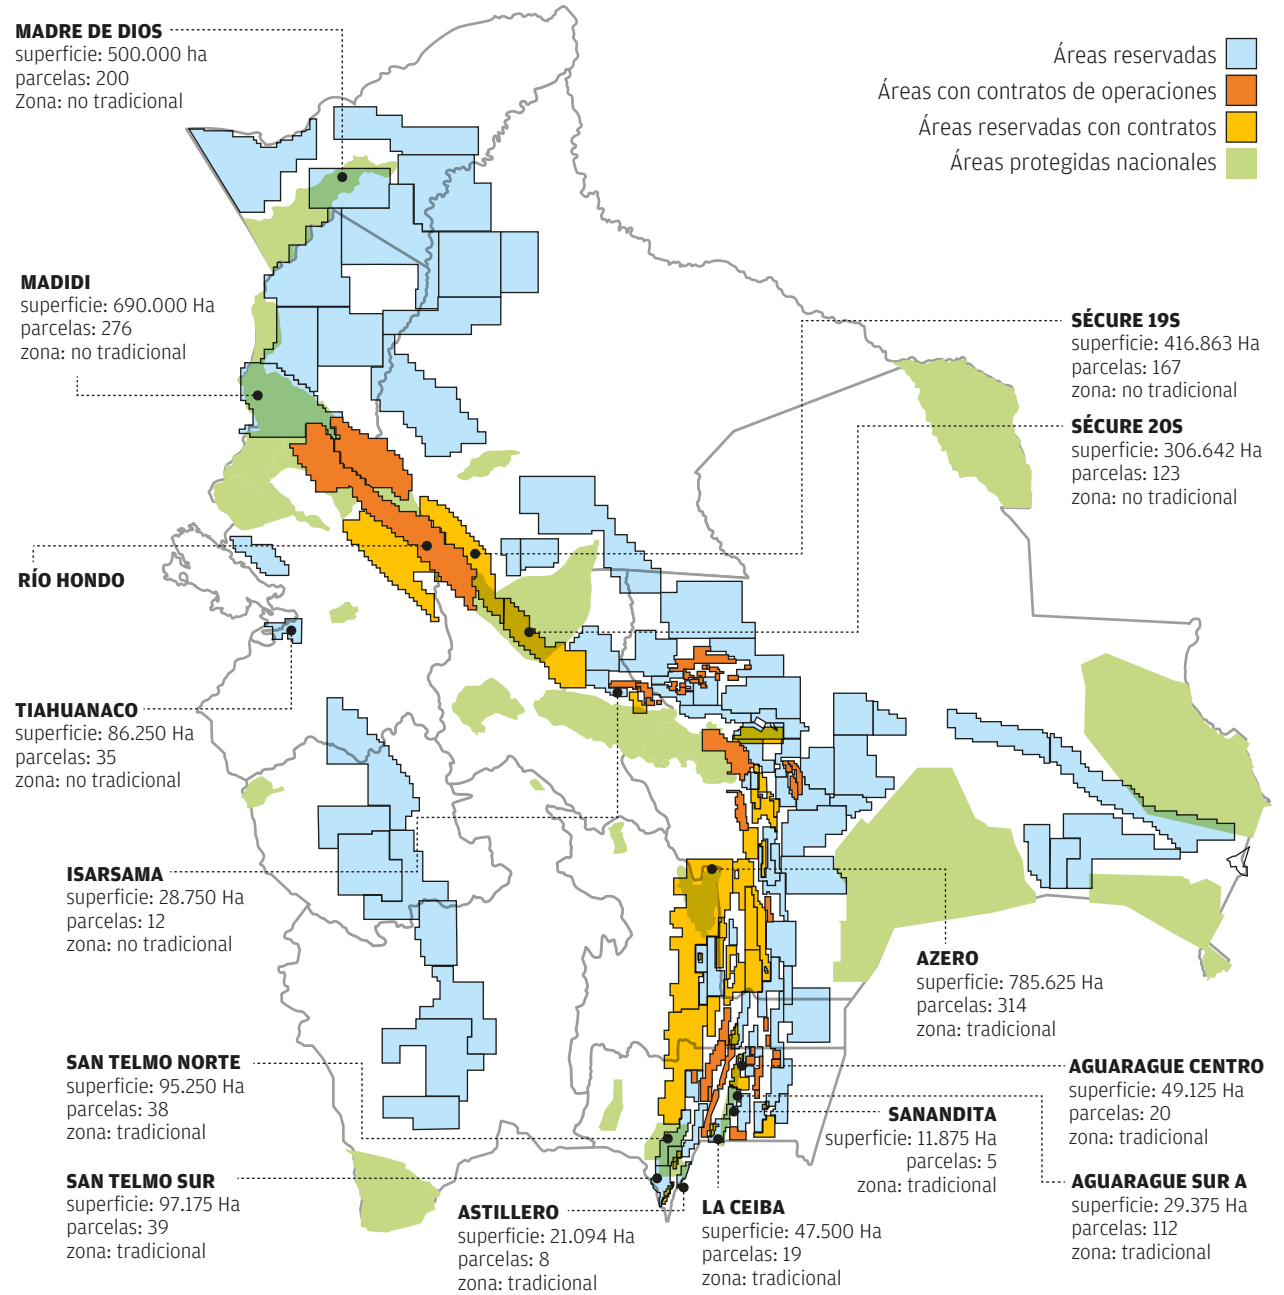 MADRE DE DIOS
superficie: 500.000 ha
parcelas: 200
Zona: no tradicional
Áreas reservadas
Áreas con contratos de operaciones
Áreas reservadas con contratos
Áreas protegidas nacionales
MADIDI
superficie: 690.000 Ha
parcelas: 276
zona: no tradicional
SÉCURE 19S
superficie: 416.863 Ha
parcelas: 167
zona: no tradicional
SÉCURE 20S
superficie: 306.642 Ha
parcelas: 123
zona: no tradicional
RÍO HONDO
TIAHUANACO
superficie: 86.250 Ha
parcelas: 35
zona: no tradicional
ISARSAMA
superficie: 28.750 Ha
parcelas: 12
zona: no tradicional
AZERO
superficie: 785.625 Ha
parcelas: 314
zona: tradicional
SAN TELMO NORTE
superficie: 95.250 Ha
parcelas: 38
zona: tradicional
AGUARAGUE CENTRO
superficie: 49.125 Ha
parcelas: 20
zona: tradicional
SANANDITA
superficie: 11.875 Ha
parcelas: 5
zona: tradicional
SAN TELMO SUR
superficie: 97.175 Ha
parcelas: 39
zona: tradicional
AGUARAGUE SUR A
superficie: 29.375 Ha
parcelas: 112
zona: tradicional
ASTILLERO
superficie: 21.094 Ha
parcelas: 8
zona: tradicional
LA CEIBA
superficie: 47.500 Ha
parcelas: 19
zona: tradicional